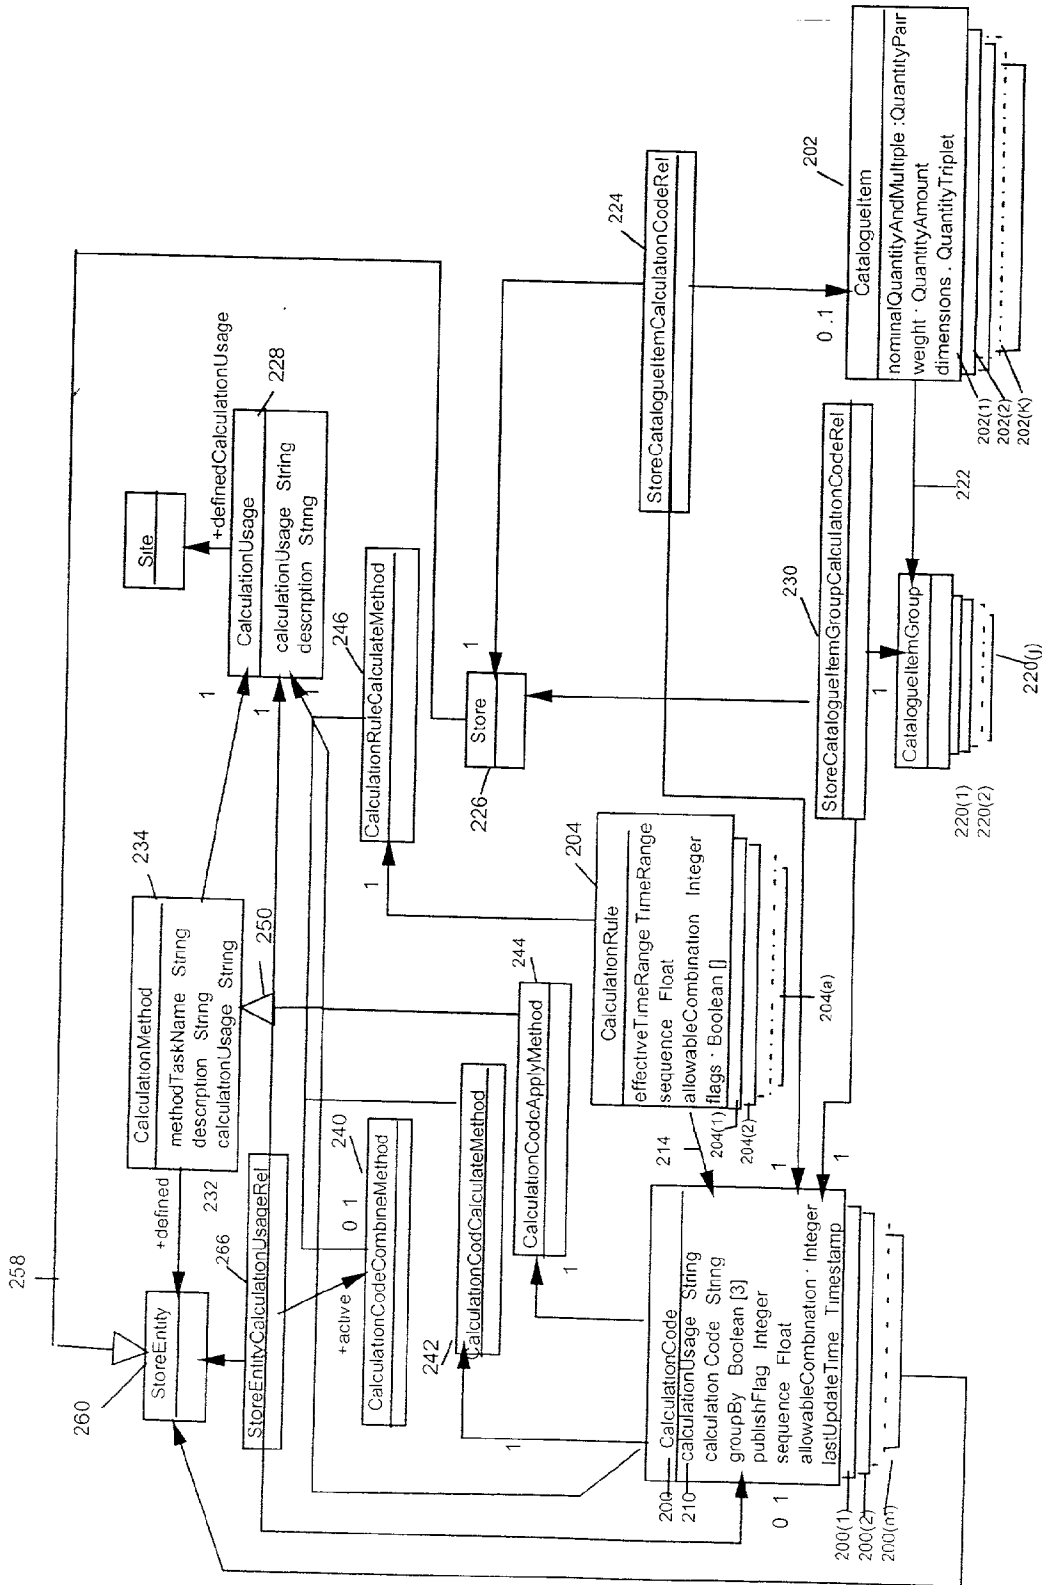 258
260
StoreEntity
+defined
232
CalculationMethod
methodTaskName String
description String
calculationUsage String
234
250
266
StoreEntityCalculationUsageRel
+active
0 1
240
CalculationCodeCombineMethod
242
CalculationCodCalculateMethod
1
CalculationCodeApplyMethod
244
1
Site
+definedCalculationUsage
CalculationUsage
calculationUsage String
description String
228
1
1
1
246
CalculationRuleCalculateMethod
1
Store
1
226
CalculationRule
effectiveTimeRange TimeRange
sequence Float
allowableCombination Integer
flags : Boolean []
204
204(1)
204(2)
204(a)
214
1
1
200
CalculationCode
210
calculationUsage String
calculation Code String
groupBy Boolean [3]
publishFlag Integer
sequence Float
allowableCombination : Integer
lastUpdateTime Timestamp
0 1
200(1)
200(2)
200(m)
StoreCatalogueItemCalculationCodeRel
224
0.1
CatalogueItem
nominalQuantityAndMultiple :QuantityPair
weight : QuantityAmount
dimensions . QuantityTriplet
202
202(1)
202(2)
202(K)
222
StoreCatalogueItemGroupCalculationCodeRel
230
1
CatalogueItemGroup
220(1)
220(2)
220(j)